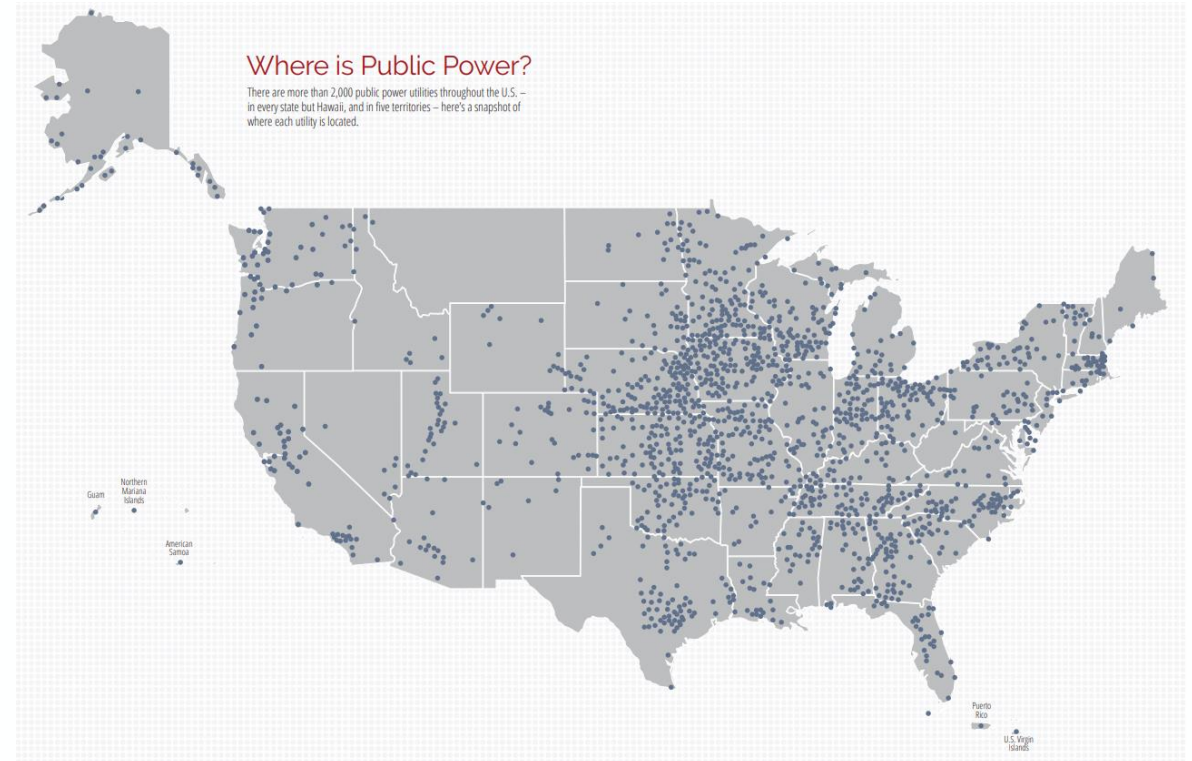 Where is Public Power?
There are more than 2,000 public power utilities throughout the U.S. –
in every state but Hawaii, and in five territories – here's a snapshot of
where each utility is located.
Guam
Northern
Mariana
Islands
American
Samoa
Puerto
Rico
U.S. Virgin
Islands